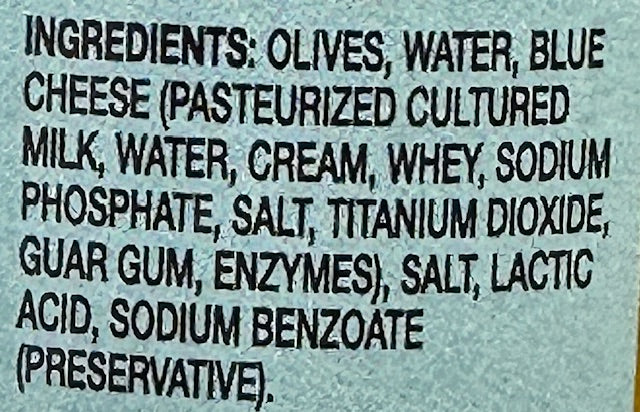 INGREDIENTS: OLIVES, WATER, BLUE
CHEESE (PASTEURIZED CULTURED
MILK, WATER, CREAM, WHEY, SODIUM
PHOSPHATE, SALT, TITANIUM DIOXIDE,
GUAR GUM, ENZYMES), SALT, LACTIC
ACID, SODIUM BENZOATE
(PRESERVATIVE).